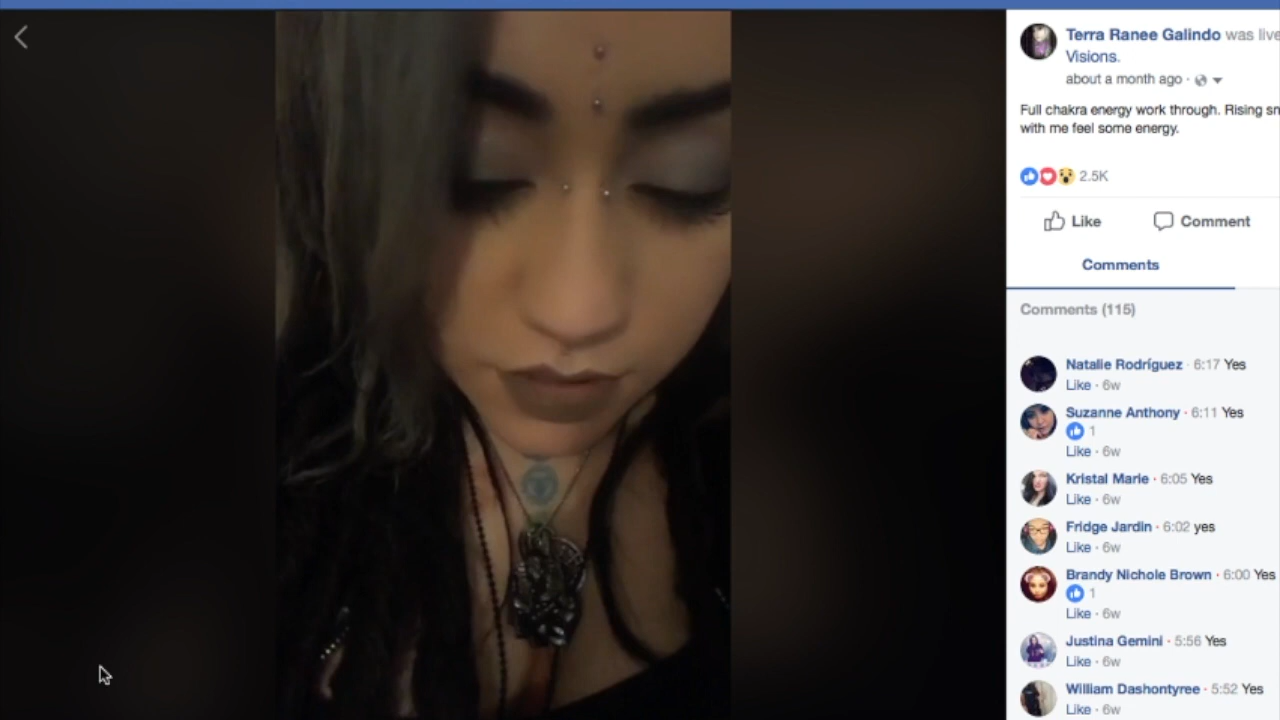 Terra Ranee Galindo was live
Visions.
about a month ago ·
Full chakra energy work through. Rising
with me feel some energy.
2.5K
Like Comment
Comments
Comments (115)
Natalie Rodríguez · 6:17 Yes
Like · 6w
Suzanne Anthony · 6:11 Yes
1
Like · 6w
Kristal Marie · 6:05 Yes
Like · 6w
Fridge Jardin · 6:02 yes
Like · 6w
Brandy Nichole Brown · 6:00 Yes
1
Like · 6w
Justina Gemini · 5:56 Yes
Like · 6w
William Dashontyree · 5:52 Yes
Like · 6w